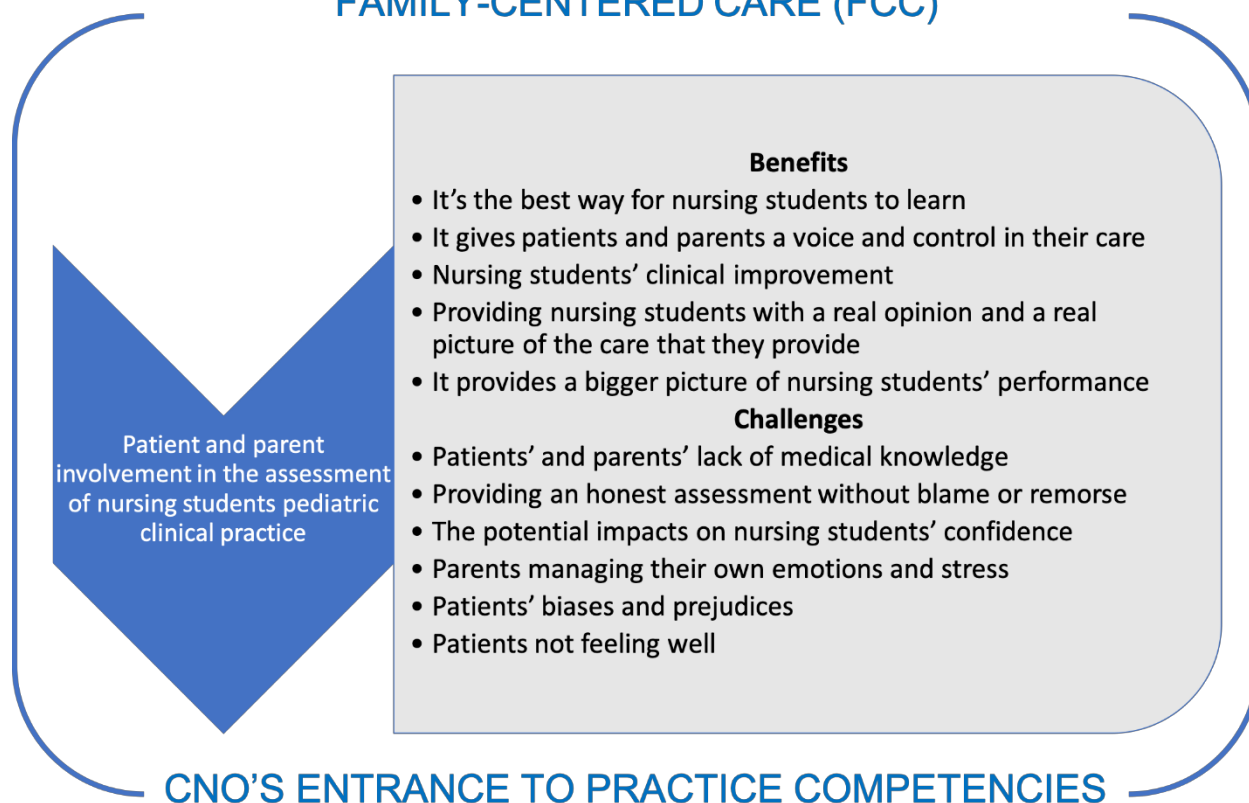 FAMILY-CENTERED CARE (FCC)
Patient and parent
involvement in the assessment
of nursing students pediatric
clinical practice
Benefits
• It’s the best way for nursing students to learn
• It gives patients and parents a voice and control in their care
• Nursing students’ clinical improvement
• Providing nursing students with a real opinion and a real
picture of the care that they provide
• It provides a bigger picture of nursing students’ performance
Challenges
• Patients’ and parents’ lack of medical knowledge
• Providing an honest assessment without blame or remorse
• The potential impacts on nursing students’ confidence
• Parents managing their own emotions and stress
• Patients’ biases and prejudices
• Patients not feeling well
CNO’S ENTRANCE TO PRACTICE COMPETENCIES